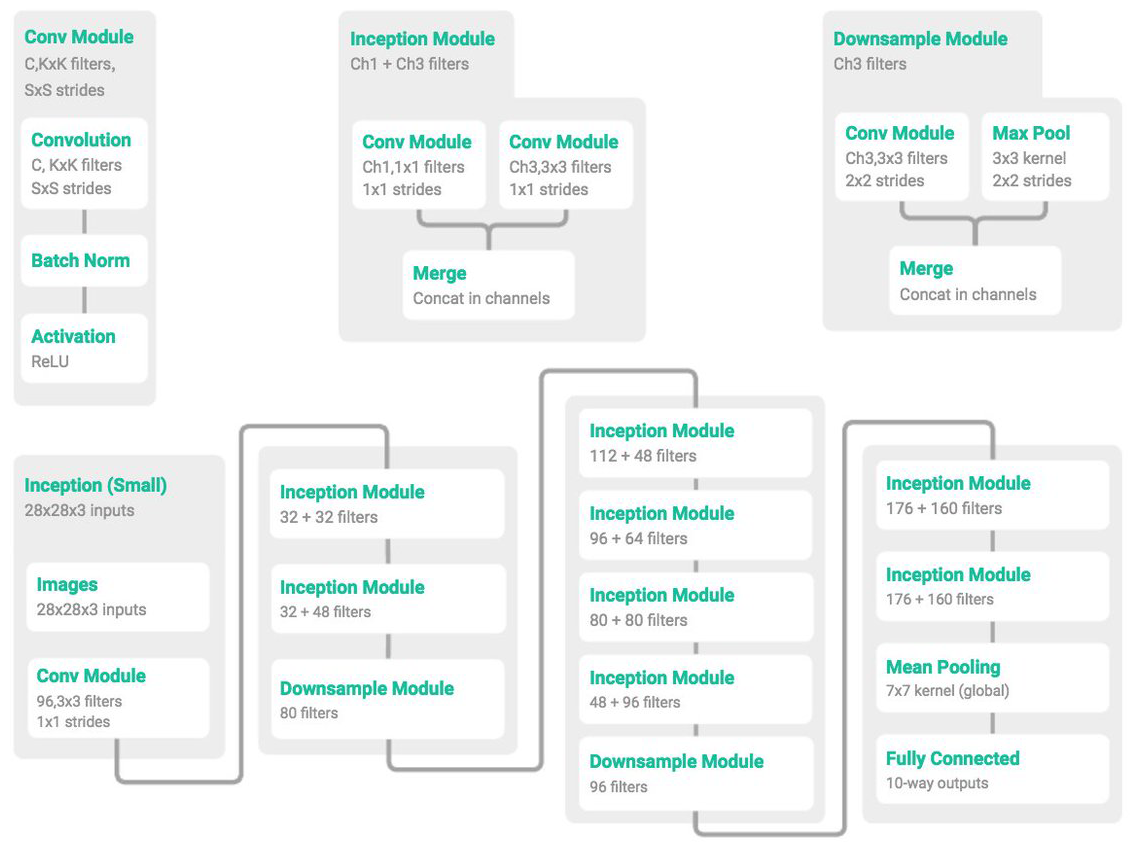 Conv Module
C,KxK filters,
SxS strides
Convolution
C, KxK filters
SxS strides
Batch Norm
Activation
ReLU
Inception Module
Ch1 + Ch3 filters
Conv Module
Ch1,1x1 filters
1x1 strides
Conv Module
Ch3,3x3 filters
1x1 strides
Merge
Concat in channels
Downsample Module
Ch3 filters
Conv Module
Ch3,3x3 filters
2x2 strides
Max Pool
3x3 kernel
2x2 strides
Merge
Concat in channels
Inception (Small)
28x28x3 inputs
Images
28x28x3 inputs
Conv Module
96,3x3 filters
1x1 strides
Inception Module
32 + 32 filters
Inception Module
32 + 48 filters
Downsample Module
80 filters
Inception Module
112 + 48 filters
Inception Module
96 + 64 filters
Inception Module
80 + 80 filters
Inception Module
48 + 96 filters
Downsample Module
96 filters
Inception Module
176 + 160 filters
Inception Module
176 + 160 filters
Mean Pooling
7x7 kernel (global)
Fully Connected
10-way outputs